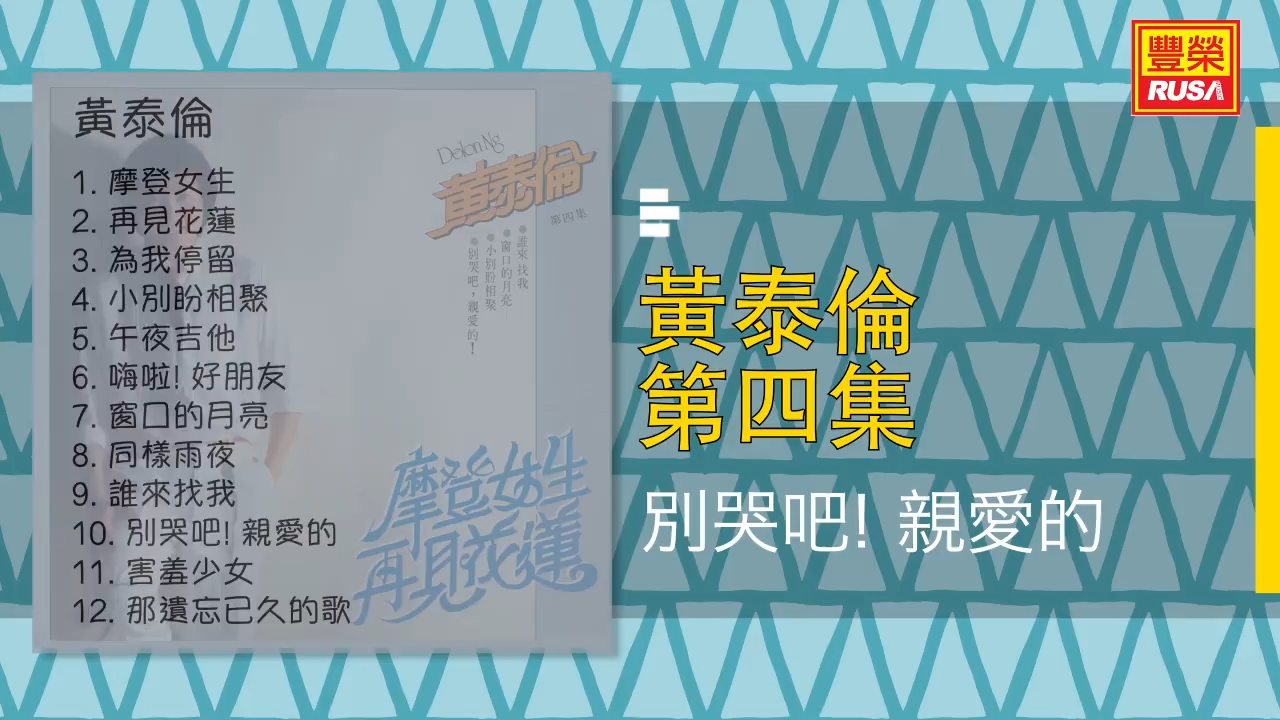 豐榮
RUSA
黃泰倫
1. 摩登女生
2. 再見花蓮
3. 為我停留
4. 小別盼相聚
5. 午夜吉他
6. 嗨啦! 好朋友
7. 窗口的月亮
8. 同樣雨夜
9. 誰來找我
10. 別哭吧! 親愛的
11. 害羞少女
12. 那遺忘已久的歌
Delon Ng
黃泰倫
第四集
●誰來找我
●窗口的月亮
●小別盼相聚
●別哭吧，親愛的！
摩登女生
再見花蓮
黃泰倫
第四集
別哭吧! 親愛的